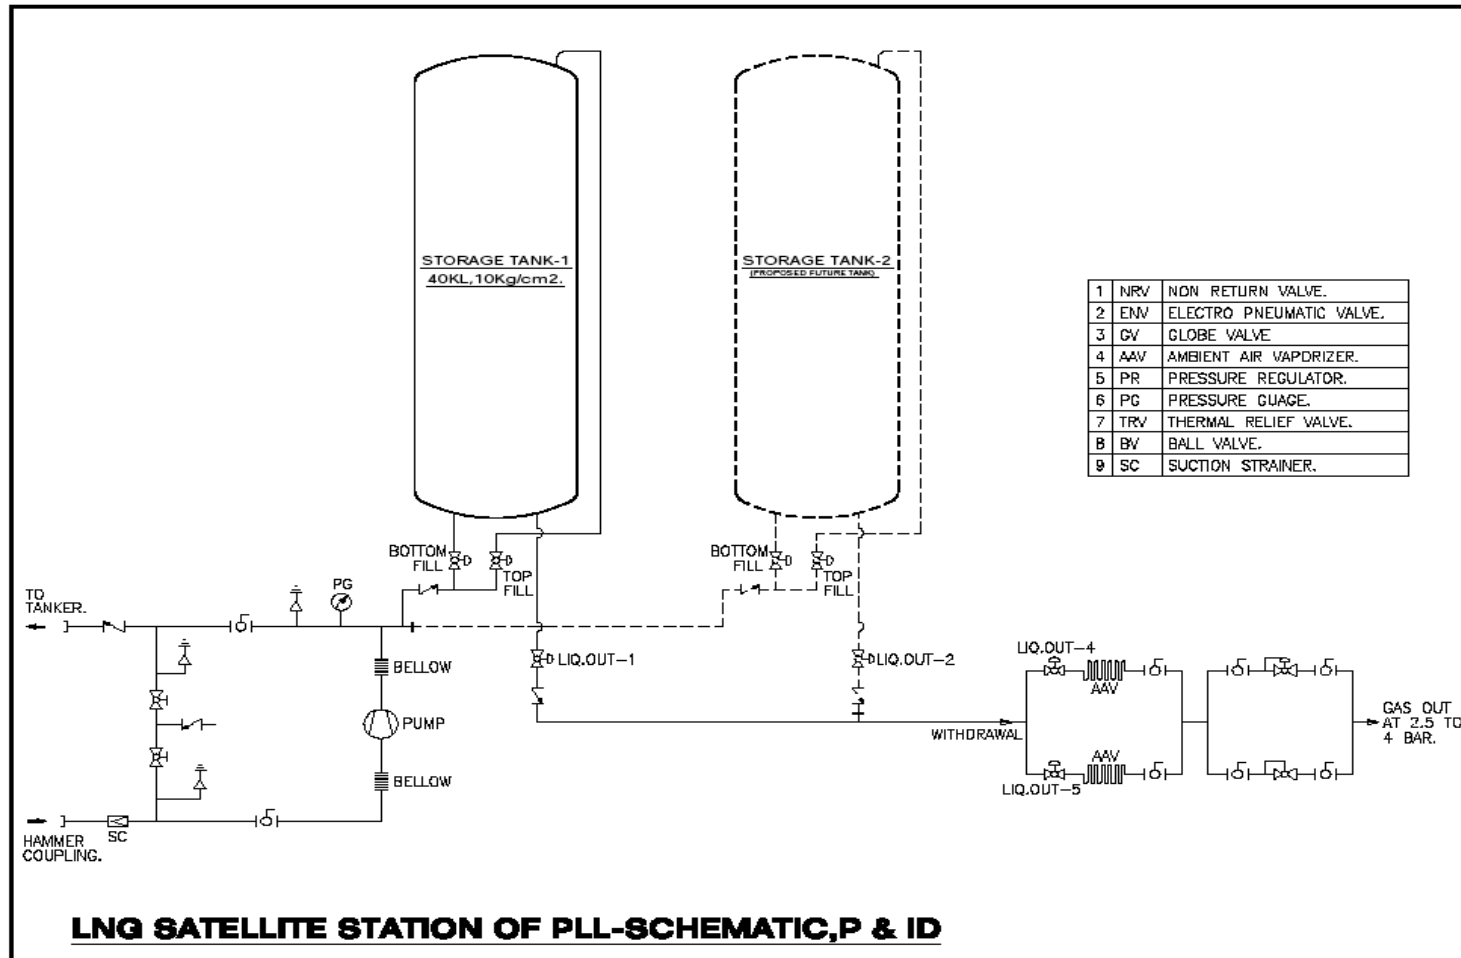 STORAGE TANK-1
40KL,10Kg/cm2.
STORAGE TANK-2
(PROPOSED FUTURE TANK)
1 NRV NON RETURN VALVE.
2 ENV ELECTRO PNEUMATIC VALVE.
3 GV GLOBE VALVE
4 AAV AMBIENT AIR VAPORIZER.
5 PR PRESSURE REGULATOR.
6 PG PRESSURE GUAGE.
7 TRV THERMAL RELIEF VALVE.
8 BV BALL VALVE.
9 SC SUCTION STRAINER.
BOTTOM
FILL
TOP
FILL
BOTTOM
FILL
TOP
FILL
TO
TANKER.
PG
BELLOW
PUMP
BELLOW
LIQ.OUT-1
LIQ.OUT-2
LIQ.OUT-4
AAV
WITHDRAWAL
AAV
LIQ.OUT-5
GAS OUT
AT 2.5 TO
4 BAR.
SC
HAMMER
COUPLING.
LNG SATELLITE STATION OF PLL-SCHEMATIC,P & ID